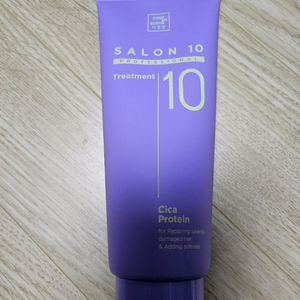 SALON 10
PROFESSIONAL
Treatment
10
Cica
Protein
for Repairing
damaged hair
& Adding softness